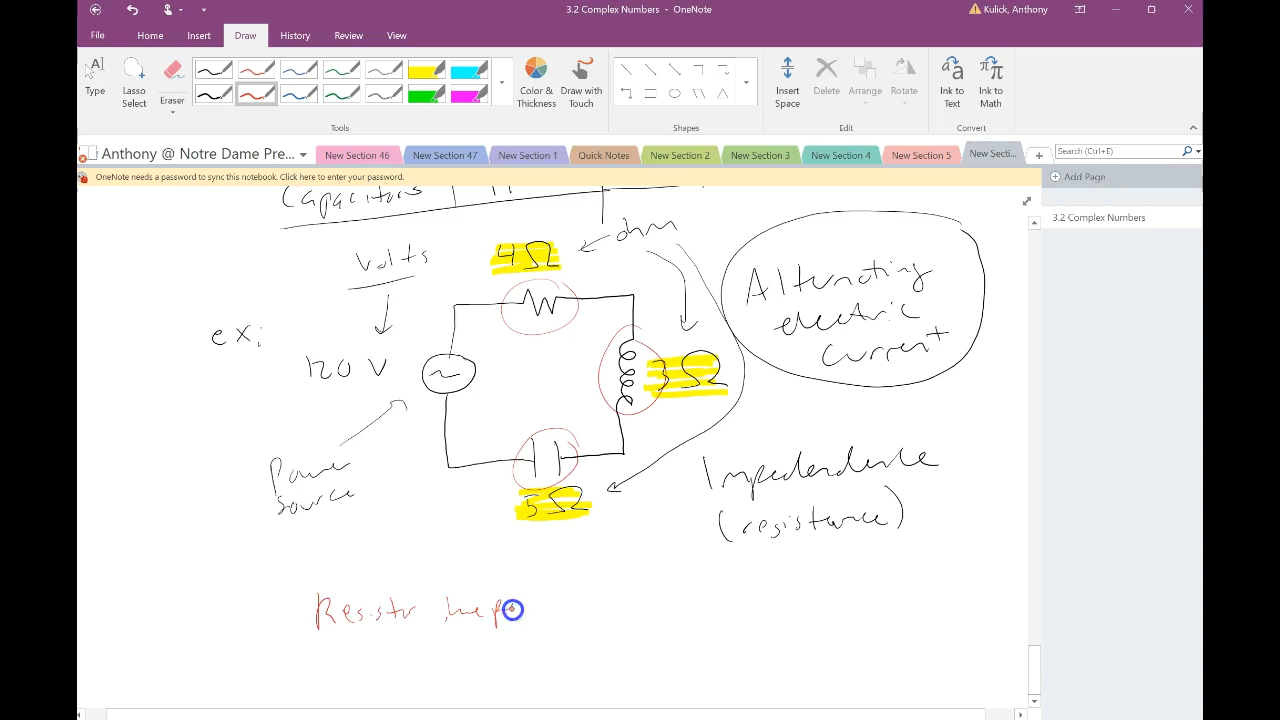 3.2 Complex Numbers - OneNote
Kulick, Anthony
File Home Insert Draw History Review View
Type
Lasso Select
Eraser
Color & Thickness
Draw with Touch
Insert Space
Delete
Arrange
Rotate
Ink to Text
Ink to Math
Tools
Shapes
Edit
Convert
Anthony @ Notre Dame Pre...
New Section 46
New Section 47
New Section 1
Quick Notes
New Section 2
New Section 3
New Section 4
New Section 5
New Secti...
Search (Ctrl+E)
OneNote needs a password to sync this notebook. Click here to enter your password.
Add Page
3.2 Complex Numbers
Capacitors
ohm
Volts
4Ω
Alternating
electric
current
ex:
120 V
3Ω
Power
source
5Ω
Impedendence
(resistance)
Resistor